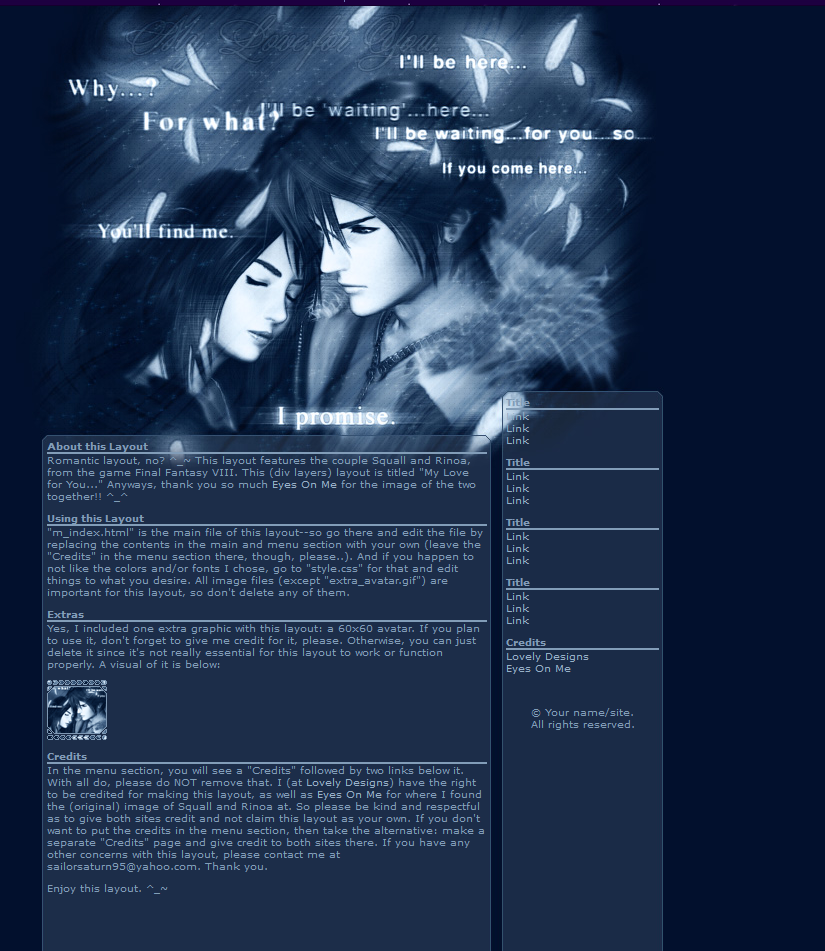 My Love for You...
I'll be here...
Why...?
I'll be 'waiting'...here...
For what?
I'll be waiting...for you...so...
If you come here...
You'll find me.
I promise.
About this Layout
Romantic layout, no? ^_~ This layout features the couple Squall and Rinoa,
from the game Final Fantasy VIII. This (div layers) layout is titled "My Love
for You..." Anyways, thank you so much Eyes On Me for the image of the two
together!! ^_^
Using this Layout
"m_index.html" is the main file of this layout--so go there and edit the file by
replacing the contents in the main and menu section with your own (leave the
"Credits" in the menu section there, though, please..). And if you happen to
not like the colors and/or fonts I chose, go to "style.css" for that and edit
things to what you desire. All image files (except "extra_avatar.gif") are
important for this layout, so don't delete any of them.
Extras
Yes, I included one extra graphic with this layout: a 60x60 avatar. If you plan
to use it, don't forget to give me credit for it, please. Otherwise, you can just
delete it since it's not really essential for this layout to work or function
properly. A visual of it is below:
Credits
In the menu section, you will see a "Credits" followed by two links below it.
With all do, please do NOT remove that. I (at Lovely Designs) have the right
to be credited for making this layout, as well as Eyes On Me for where I found
the (original) image of Squall and Rinoa at. So please be kind and respectful
as to give both sites credit and not claim this layout as your own. If you don't
want to put the credits in the menu section, then take the alternative: make a
separate "Credits" page and give credit to both sites there. If you have any
other concerns with this layout, please contact me at
sailorsaturn95@yahoo.com. Thank you.
Enjoy this layout. ^_~
Title
Link
Link
Link
Title
Link
Link
Link
Title
Link
Link
Link
Title
Link
Link
Link
Credits
Lovely Designs
Eyes On Me
© Your name/site.
All rights reserved.